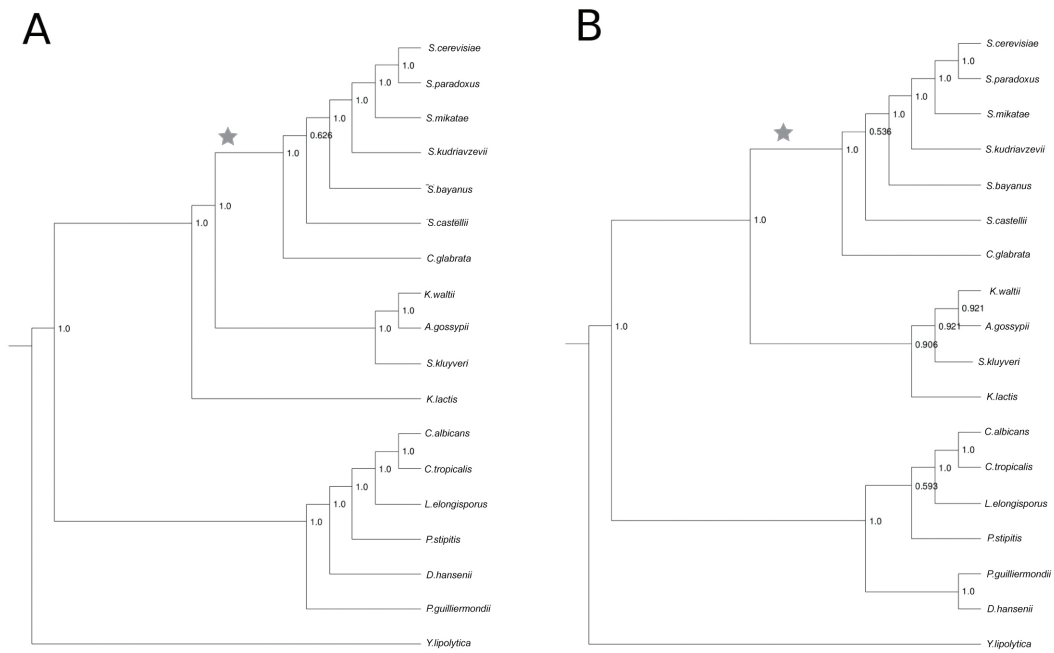 A
S.cerevisiae
1.0
S.paradoxus
1.0
S.mikatae
1.0
S.kudriavzevii
0.626
1.0
S.bayanus
1.0
S.castellii
1.0
C.glabrata
1.0
K.waltii
1.0
A.gossypii
1.0
S.kluyveri
K.lactis
1.0
C.albicans
1.0
C.tropicalis
1.0
L.elongisporus
1.0
P.stipitis
1.0
D.hansenii
P.guilliermondii
Y.lipolytica
B
S.cerevisiae
1.0
S.paradoxus
1.0
S.mikatae
1.0
S.kudriavzevii
1.0
0.536
S.bayanus
1.0
S.castellii
1.0
C.glabrata
K.waltii
0.921
A.gossypii
0.921
S.kluyveri
0.906
K.lactis
1.0
C.albicans
1.0
C.tropicalis
1.0
L.elongisporus
0.593
P.stipitis
1.0
P.guilliermondii
1.0
D.hansenii
Y.lipolytica